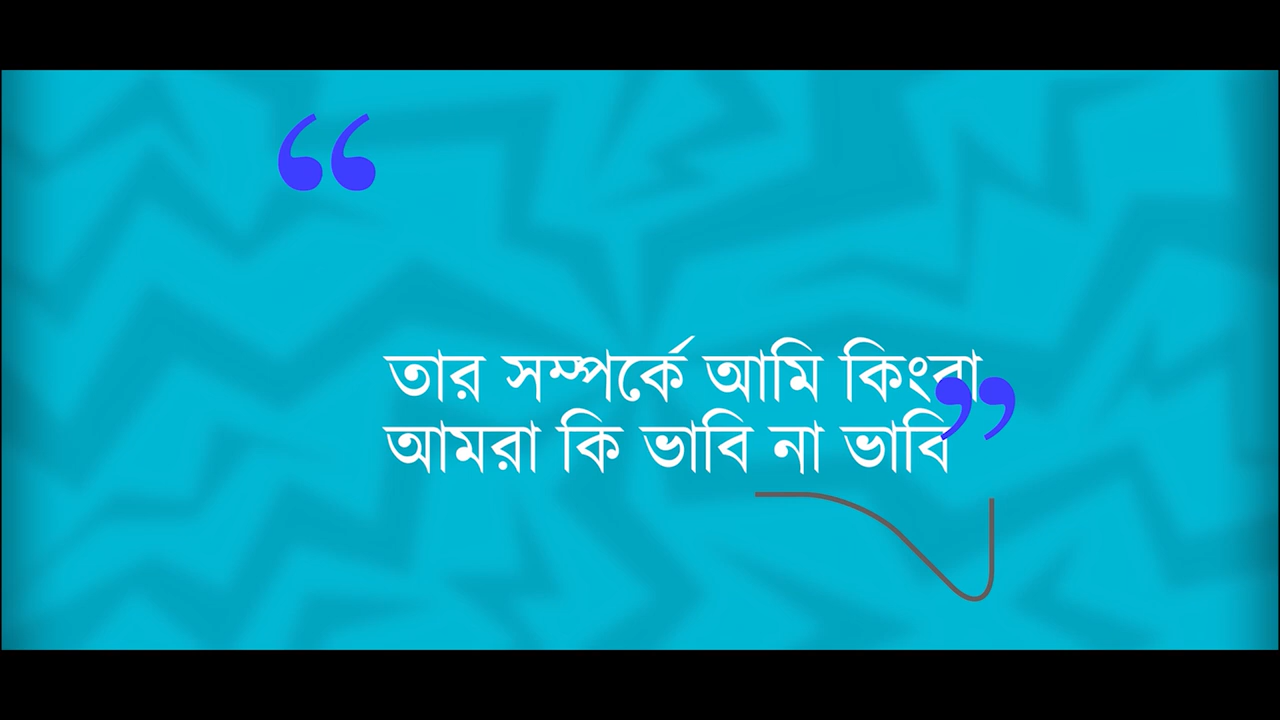 তার সম্পর্কে আমি কিংবা
আমরা কি ভাবি না ভাবি